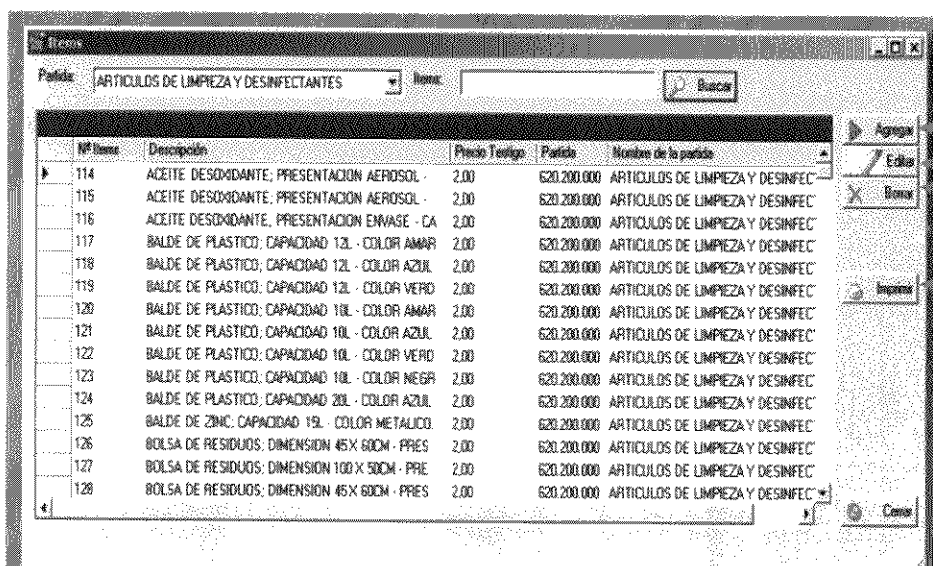 Items
Partida: ARTICULOS DE LIMPIEZA Y DESINFECTANTES Items: Buscar
Nº Items Descripción Precio Testigo Partida Nombre de la partida
114 ACEITE DESOXIDANTE; PRESENTACION AEROSOL - 2,00 620.200.000 ARTICULOS DE LIMPIEZA Y DESINFEC
115 ACEITE DESOXIDANTE; PRESENTACION AEROSOL - 2,00 620.200.000 ARTICULOS DE LIMPIEZA Y DESINFEC
116 ACEITE DESOXIDANTE; PRESENTACION ENVASE - CA 2,00 620.200.000 ARTICULOS DE LIMPIEZA Y DESINFEC
117 BALDE DE PLASTICO; CAPACIDAD 12L - COLOR AMAR 2,00 620.200.000 ARTICULOS DE LIMPIEZA Y DESINFEC
118 BALDE DE PLASTICO; CAPACIDAD 12L - COLOR AZUL 2,00 620.200.000 ARTICULOS DE LIMPIEZA Y DESINFEC
119 BALDE DE PLASTICO; CAPACIDAD 12L - COLOR VERD 2,00 620.200.000 ARTICULOS DE LIMPIEZA Y DESINFEC
120 BALDE DE PLASTICO; CAPACIDAD 10L - COLOR AMAR 2,00 620.200.000 ARTICULOS DE LIMPIEZA Y DESINFEC
121 BALDE DE PLASTICO; CAPACIDAD 10L - COLOR AZUL 2,00 620.200.000 ARTICULOS DE LIMPIEZA Y DESINFEC
122 BALDE DE PLASTICO; CAPACIDAD 10L - COLOR VERD 2,00 620.200.000 ARTICULOS DE LIMPIEZA Y DESINFEC
123 BALDE DE PLASTICO; CAPACIDAD 10L - COLOR NEGR 2,00 620.200.000 ARTICULOS DE LIMPIEZA Y DESINFEC
124 BALDE DE PLASTICO; CAPACIDAD 20L - COLOR AZUL 2,00 620.200.000 ARTICULOS DE LIMPIEZA Y DESINFEC
125 BALDE DE ZINC; CAPACIDAD 19L - COLOR METALICO. 2,00 620.200.000 ARTICULOS DE LIMPIEZA Y DESINFEC
126 BOLSA DE RESIDUOS; DIMENSION 45 X 60CM - PRES 2,00 620.200.000 ARTICULOS DE LIMPIEZA Y DESINFEC
127 BOLSA DE RESIDUOS; DIMENSION 100 X 50CM - PRE 2,00 620.200.000 ARTICULOS DE LIMPIEZA Y DESINFEC
128 BOLSA DE RESIDUOS; DIMENSION 45 X 60CM - PRES 2,00 620.200.000 ARTICULOS DE LIMPIEZA Y DESINFEC
Agregar
Editar
Borrar
Imprimir
Cerrar